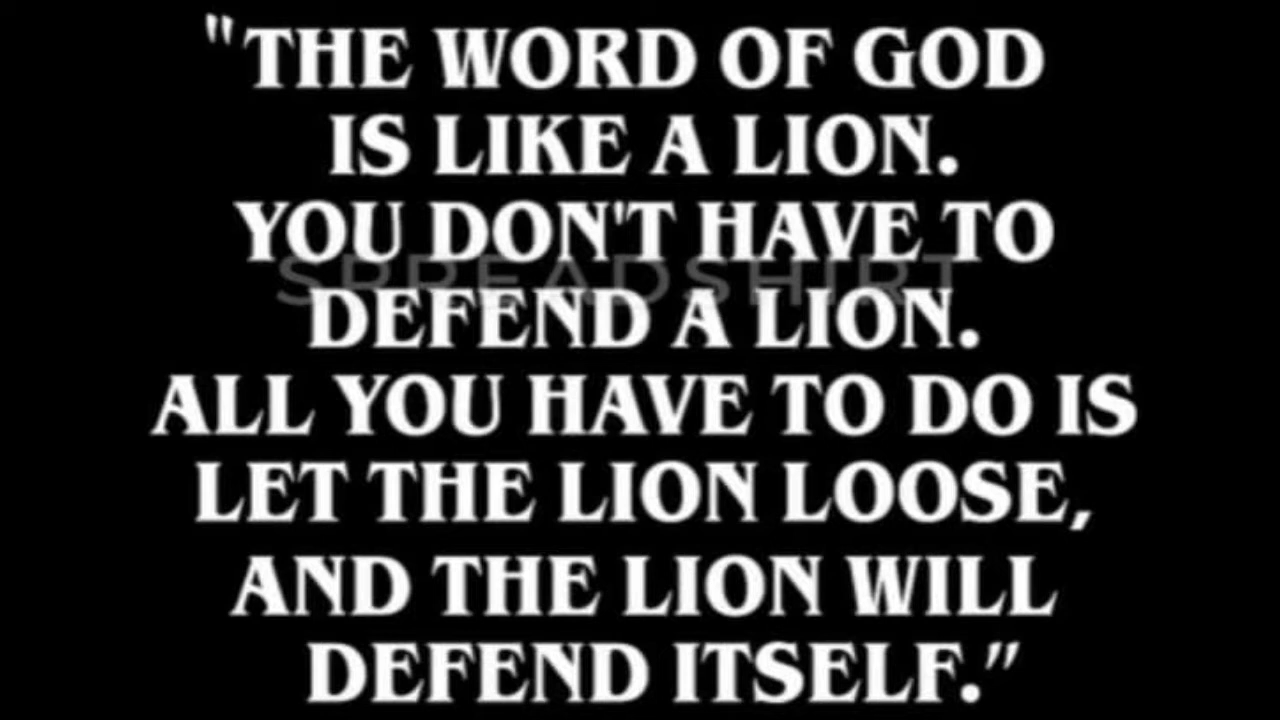 "THE WORD OF GOD
IS LIKE A LION.
YOU DON'T HAVE TO
SPREADSHIRT
DEFEND A LION.
ALL YOU HAVE TO DO IS
LET THE LION LOOSE,
AND THE LION WILL
DEFEND ITSELF.”